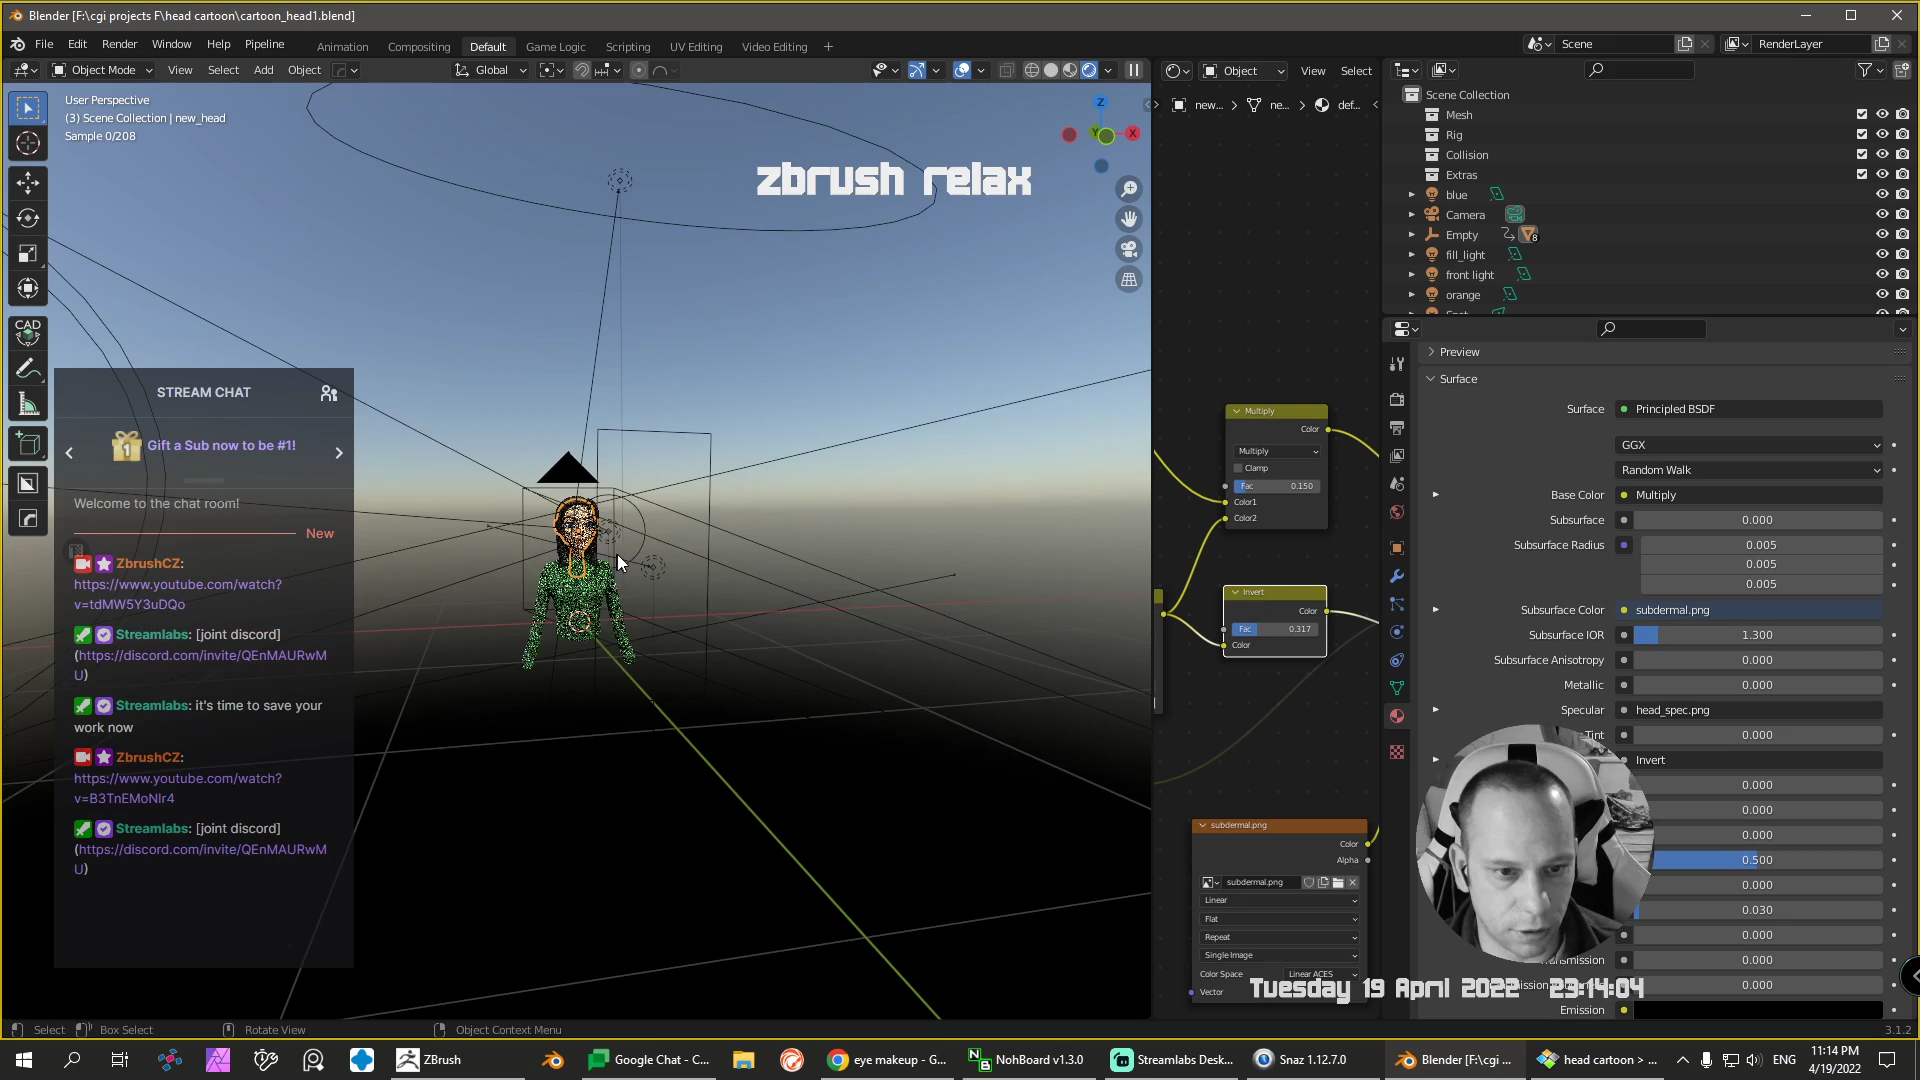 Blender [F:\cgi projects F\head cartoon\cartoon_head1.blend]
File Edit Render Window Help Pipeline
Animation Compositing Default Game Logic Scripting UV Editing Video Editing +
Scene
RenderLayer
Object Mode View Select Add Object
Global
Object View Select
User Perspective
(3) Scene Collection | new_head
Sample 0/208
Z
Y
X
zbrush relax
new... > ne... > def...
CAD
STREAM CHAT
1
Gift a Sub now to be #1!
Welcome to the chat room!
New
ZbrushCZ:
https://www.youtube.com/watch?
v=tdMW5Y3uDQo
Streamlabs: [joint discord]
(https://discord.com/invite/QEnMAURwM
U)
Streamlabs: it's time to save your
work now
ZbrushCZ:
https://www.youtube.com/watch?
v=B3TnEMoNIr4
Streamlabs: [joint discord]
(https://discord.com/invite/QEnMAURwM
U)
Multiply
Color
Multiply
Clamp
Fac 0.150
Color1
Color2
Invert
Color
Fac 0.317
Color
subdermal.png
Color
Alpha
subdermal.png
Linear
Flat
Repeat
Single Image
Color Space Linear ACES
Vector
Scene Collection
Mesh
Rig
Collision
Extras
blue
Camera
Empty 8
fill_light
front light
orange
Preview
Surface
Surface Principled BSDF
GGX
Random Walk
Base Color Multiply
Subsurface 0.000
Subsurface Radius 0.005
0.005
0.005
Subsurface Color subdermal.png
Subsurface IOR 1.300
Subsurface Anisotropy 0.000
Metallic 0.000
Specular head_spec.png
Tint 0.000
Invert
0.000
0.000
0.000
0.500
0.000
0.030
0.000
0.000
0.000
Emission
Tuesday 19 April 2022 23:14:04
Select Box Select Rotate View Object Context Menu
3.1.2
ZBrush
Google Chat - C...
eye makeup - G...
NohBoard v1.3.0
Streamlabs Desk...
Snaz 1.12.7.0
Blender [F:\cgi ...
head cartoon > ...
ENG
11:14 PM
4/19/2022